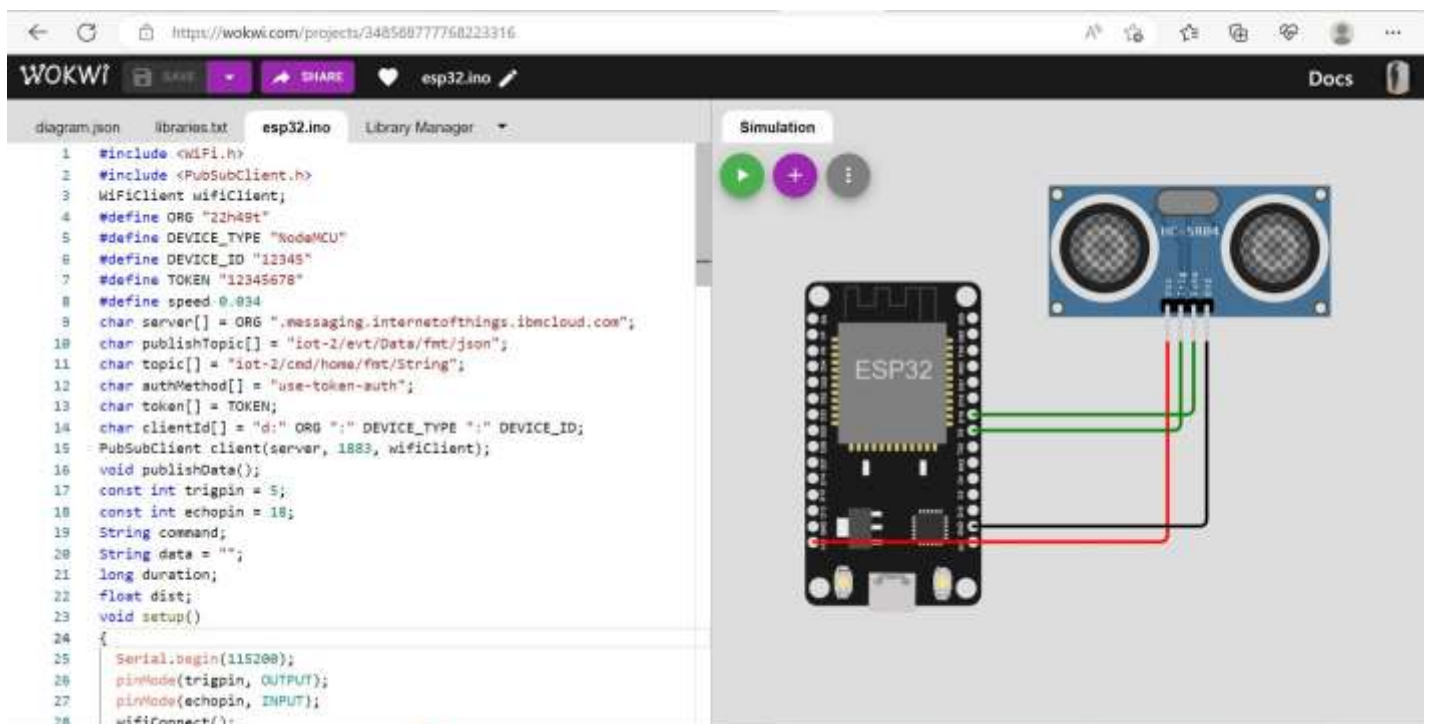 https://wokwi.com/projects/348588777768223316
WOKWI SAVE SHARE esp32.ino Docs
diagram.json libraries.txt esp32.ino Library Manager
Simulation
1 #include <WiFi.h>
2 #include <PubSubClient.h>
3 WiFiClient wifiClient;
4 #define ORG "22h49t"
5 #define DEVICE_TYPE "NodeMCU"
6 #define DEVICE_ID "12345"
7 #define TOKEN "12345678"
8 #define speed 0.034
9 char server[] = ORG ".messaging.internetofthings.ibmcloud.com";
10 char publishTopic[] = "iot-2/evt/Data/fmt/json";
11 char topic[] = "iot-2/cmd/home/fmt/String";
12 char authMethod[] = "use-token-auth";
13 char token[] = TOKEN;
14 char clientId[] = "d:" ORG ":" DEVICE_TYPE ":" DEVICE_ID;
15 PubSubClient client(server, 1883, wifiClient);
16 void publishData();
17 const int trigpin = 5;
18 const int echopin = 18;
19 String command;
20 String data = "";
21 long duration;
22 float dist;
23 void setup()
24 {
25 Serial.begin(115200);
26 pinMode(trigpin, OUTPUT);
27 pinMode(echopin, INPUT);
28 wifiConnect();
HC-SR04
ESP32